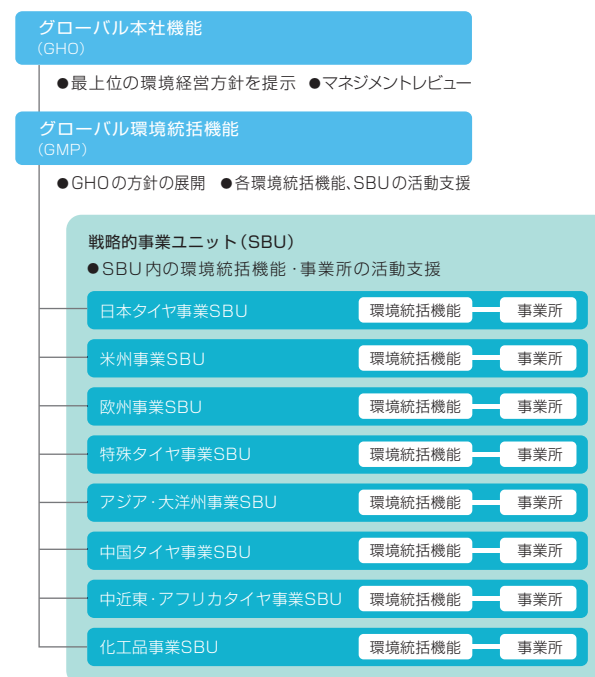 グローバル本社機能
(GHO)
●最上位の環境経営方針を提示 ●マネジメントレビュー
グローバル環境統括機能
(GMP)
●GHOの方針の展開 ●各環境統括機能、SBUの活動支援
戦略的事業ユニット(SBU)
●SBU内の環境統括機能・事業所の活動支援
日本タイヤ事業SBU 環境統括機能 事業所
米州事業SBU 環境統括機能 事業所
欧州事業SBU 環境統括機能 事業所
特殊タイヤ事業SBU 環境統括機能 事業所
アジア・大洋州事業SBU 環境統括機能 事業所
中国タイヤ事業SBU 環境統括機能 事業所
中近東・アフリカタイヤ事業SBU 環境統括機能 事業所
化工品事業SBU 環境統括機能 事業所